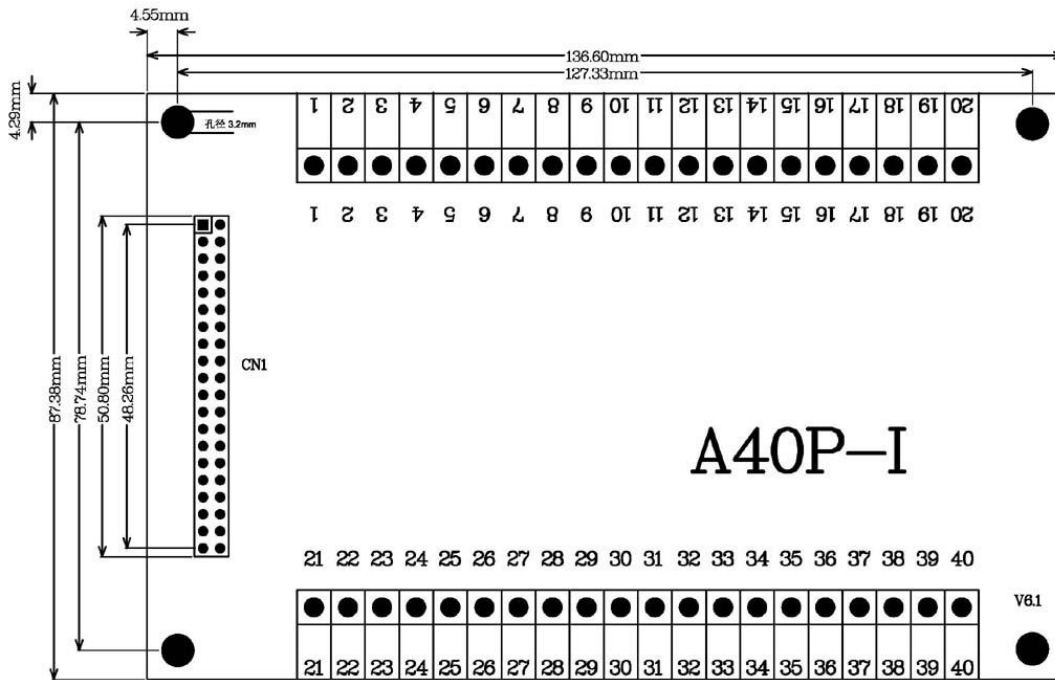 4.55mm
136.60mm
127.33mm
4.29mm
孔径 3.2mm
1 2 3 4 5 6 7 8 9 10 11 12 13 14 15 16 17 18 19 20
1 2 3 4 5 6 7 8 9 10 11 12 13 14 15 16 17 18 19 20
87.38mm
78.74mm
50.80mm
48.26mm
CN1
A40P-I
21 22 23 24 25 26 27 28 29 30 31 32 33 34 35 36 37 38 39 40
V6.1
21 22 23 24 25 26 27 28 29 30 31 32 33 34 35 36 37 38 39 40